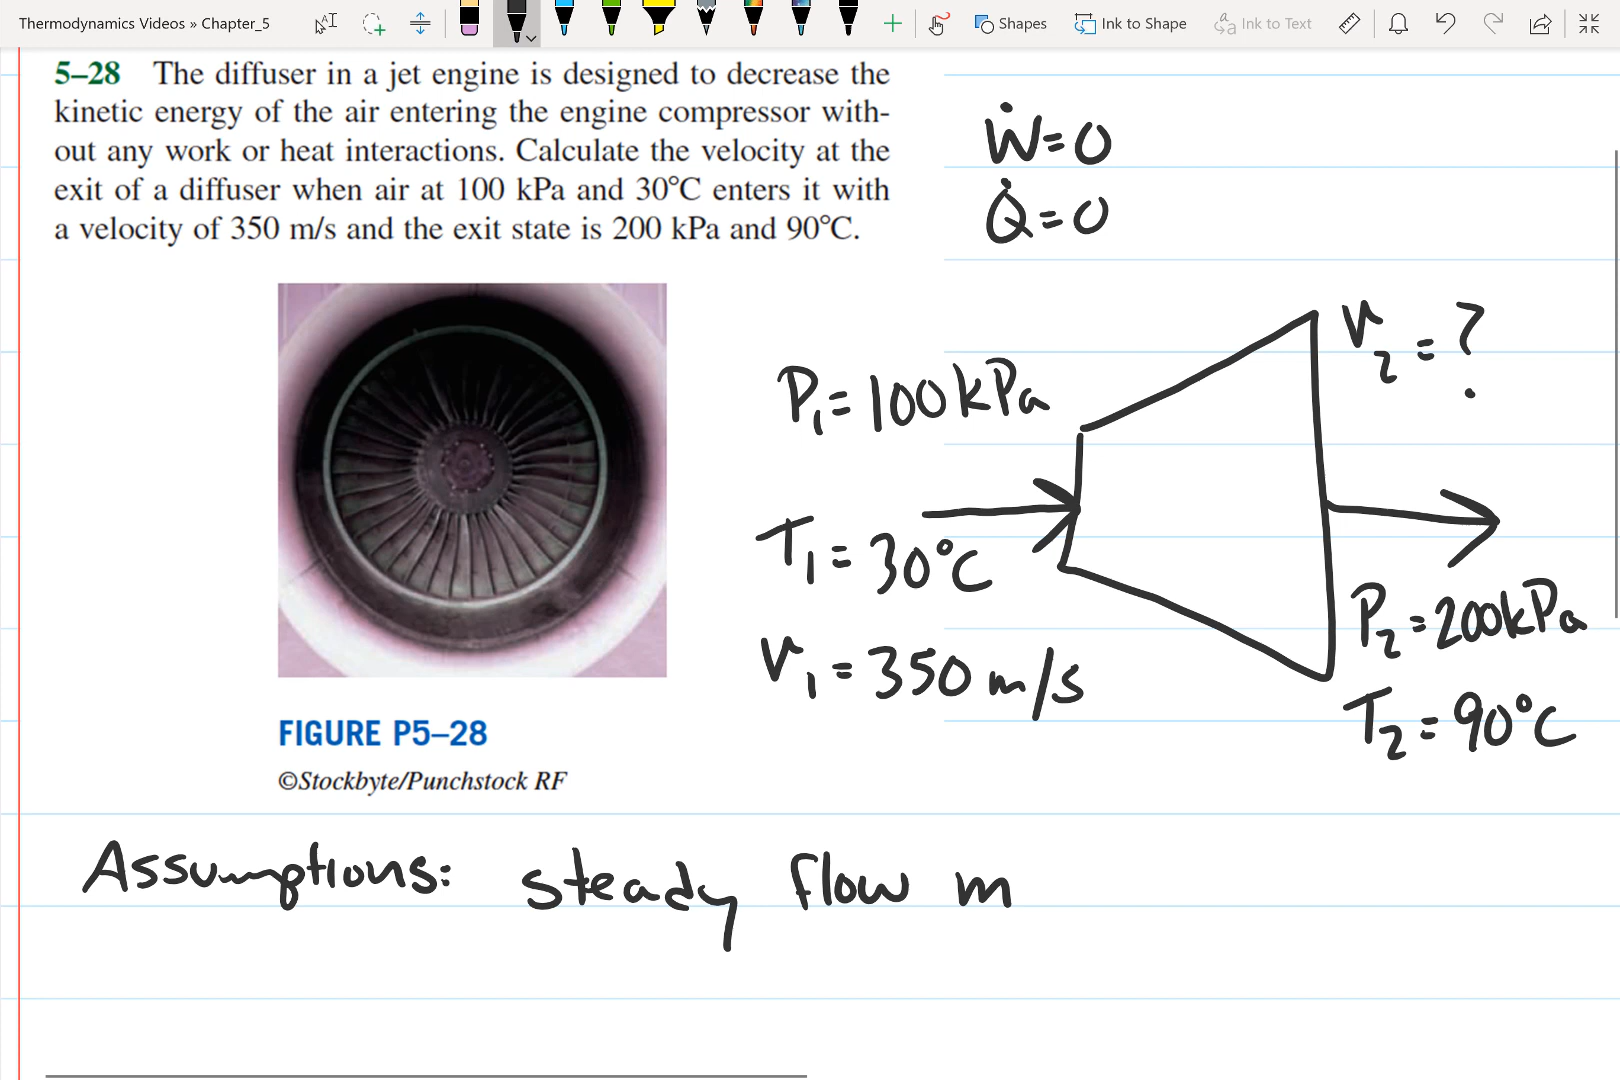 Thermodynamics Videos » Chapter_5
Shapes
Ink to Shape
Ink to Text
5–28 The diffuser in a jet engine is designed to decrease the
kinetic energy of the air entering the engine compressor with-
out any work or heat interactions. Calculate the velocity at the
exit of a diffuser when air at 100 kPa and 30°C enters it with
a velocity of 350 m/s and the exit state is 200 kPa and 90°C.
Ẇ=0
Q̇=0
V₂ = ?
P₁= 100kPa
T₁= 30°C
V₁= 350 m/s
P₂=200kPa
T₂=90°C
FIGURE P5–28
©Stockbyte/Punchstock RF
Assumptions: steady flow m